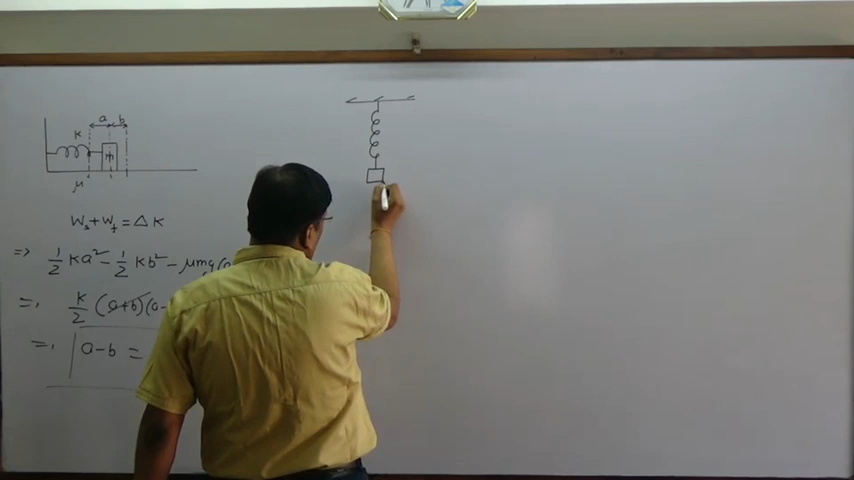 a b
K
m
μ
Ws + Wf = ΔK
=> 1/2 Ka² - 1/2 Kb² - μmg(a
=> K/2 (a+b)(a-
=> a-b =